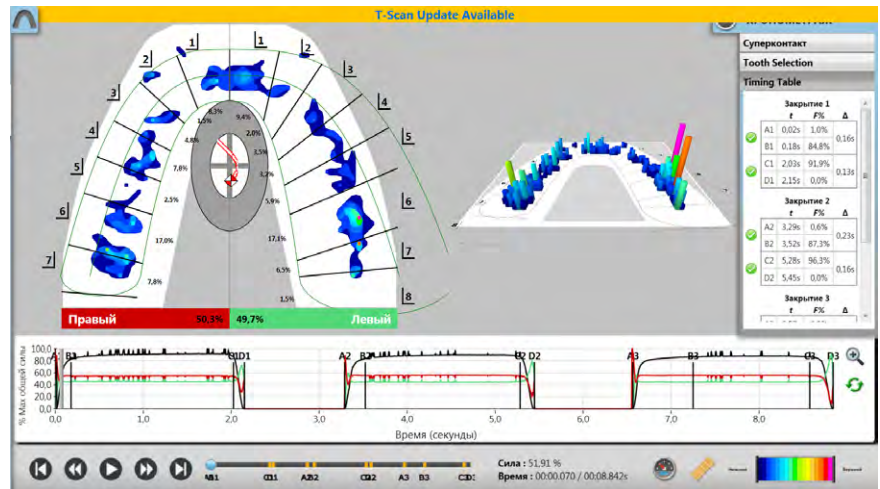 T-Scan Update Available
Суперконтакт
Tooth Selection
Timing Table
Закрытие 1
t F% Δ
A1 0,02s 1.0%
0,16s
B1 0,18s 84,8%
C1 2,03s 91,9%
0,13s
D1 2,15s 0,0%
Закрытие 2
t F% Δ
A2 3,29s 0,6%
0,23s
B2 3,52s 87,3%
C2 5,28s 96,3%
0,16s
D2 5,45s 0,0%
Закрытие 3
t F% Δ
1 1
2 2
3 3
4 4
5 5
6 6
7 7
8
6,3% 9,4%
1,5% 2,0%
4,8% 3,5%
7,8% 3,2%
2,5% 5,9%
17,0% 17,1%
7,8% 6,5%
1,5%
Правый 50,3% 49,7% Левый
% Max общей силы
100,0
80,0
60,0
40,0
20,0
0,0
D1 A2 D2 A3 B3 D3
0,0 1,0 2,0 3,0 4,0 5,0 6,0 7,0 8,0
Время (секунды)
A3 B3
Сила : 51,91 %
Время : 00:00.070 / 00:08.842s